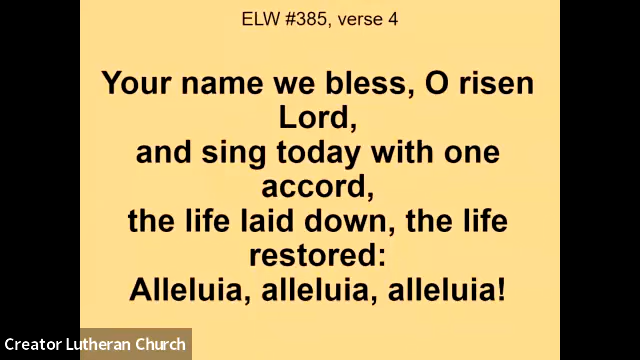 ELW #385, verse 4
Your name we bless, O risen
Lord,
and sing today with one
accord,
the life laid down, the life
restored:
Alleluia, alleluia, alleluia!
Creator Lutheran Church